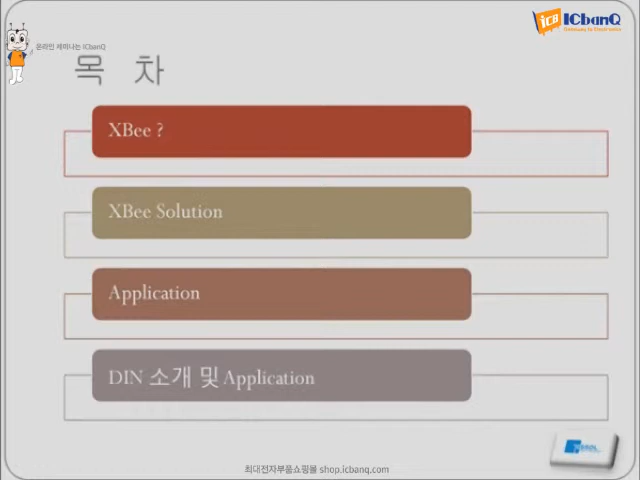 ICbanQ
온라인 세미나는 ICbanQ
목 차
XBee ?
XBee Solution
Application
DIN 소개 및 Application
최대전자부품쇼핑몰 shop.icbanq.com